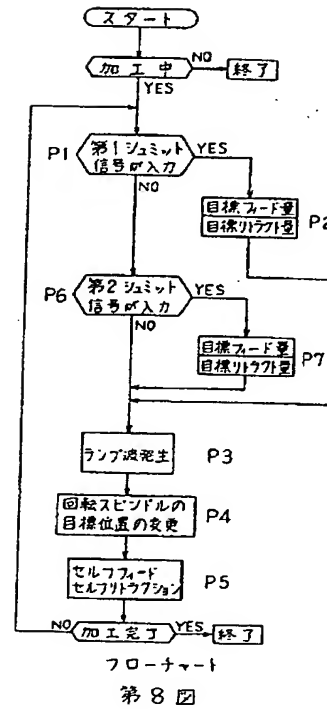 スタート
加工中
NO
終了
YES
P1
第1シュミット
信号が入力
YES
NO
目標フィード量
目標リトラクト量
P2
P6
第2シュミット
信号が入力
YES
NO
目標フィード量
目標リトラクト量
P7
ランプ波発生
P3
回転スピンドルの
目標位置の変更
P4
セルフフィード
セルフリトラクション
P5
NO
加工完了
YES
終了
フローチャート
第8図